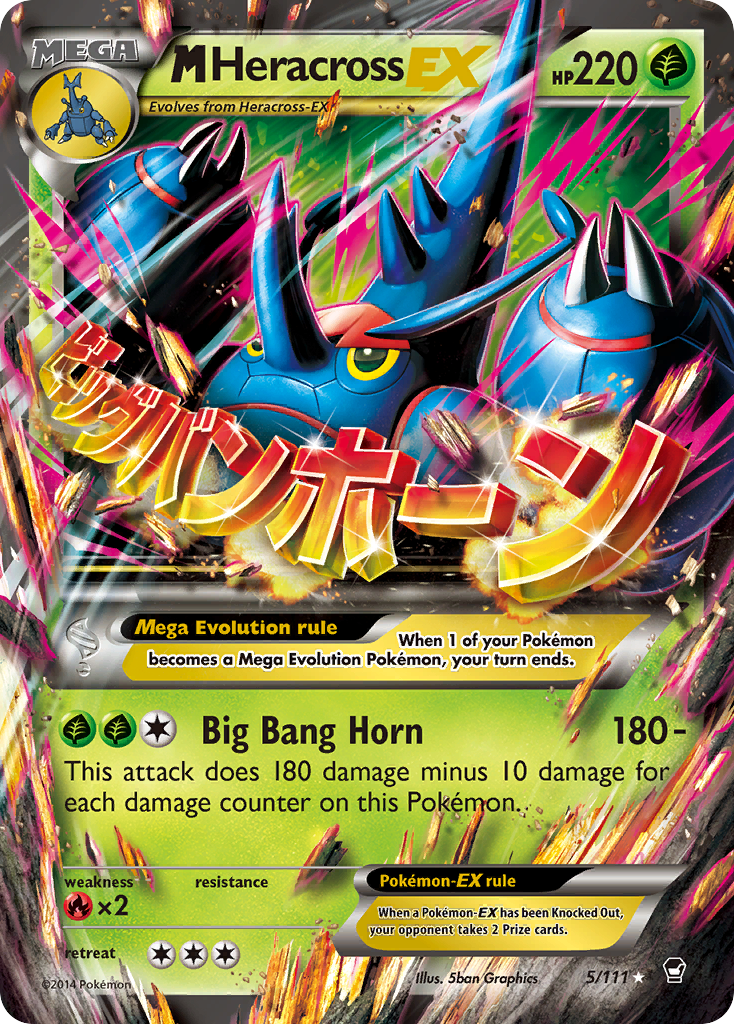 MEGA
MHeracrossEX
HP220
Evolves from Heracross-EX
ビッグバンホーン
Mega Evolution rule
When 1 of your Pokémon
becomes a Mega Evolution Pokémon, your turn ends.
Big Bang Horn 180-
This attack does 180 damage minus 10 damage for
each damage counter on this Pokémon.
weakness resistance
×2
Pokémon-EX rule
When a Pokémon-EX has been Knocked Out,
your opponent takes 2 Prize cards.
retreat
©2014 Pokémon
Illus. 5ban Graphics
5/111